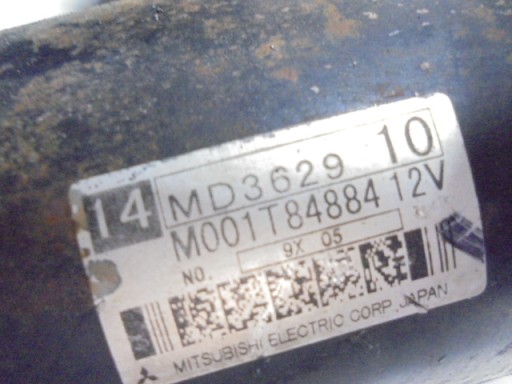 14 MD3629 10
M001T84884 12V
NO. 9X 05
MITSUBISHI ELECTRIC CORP. JAPAN